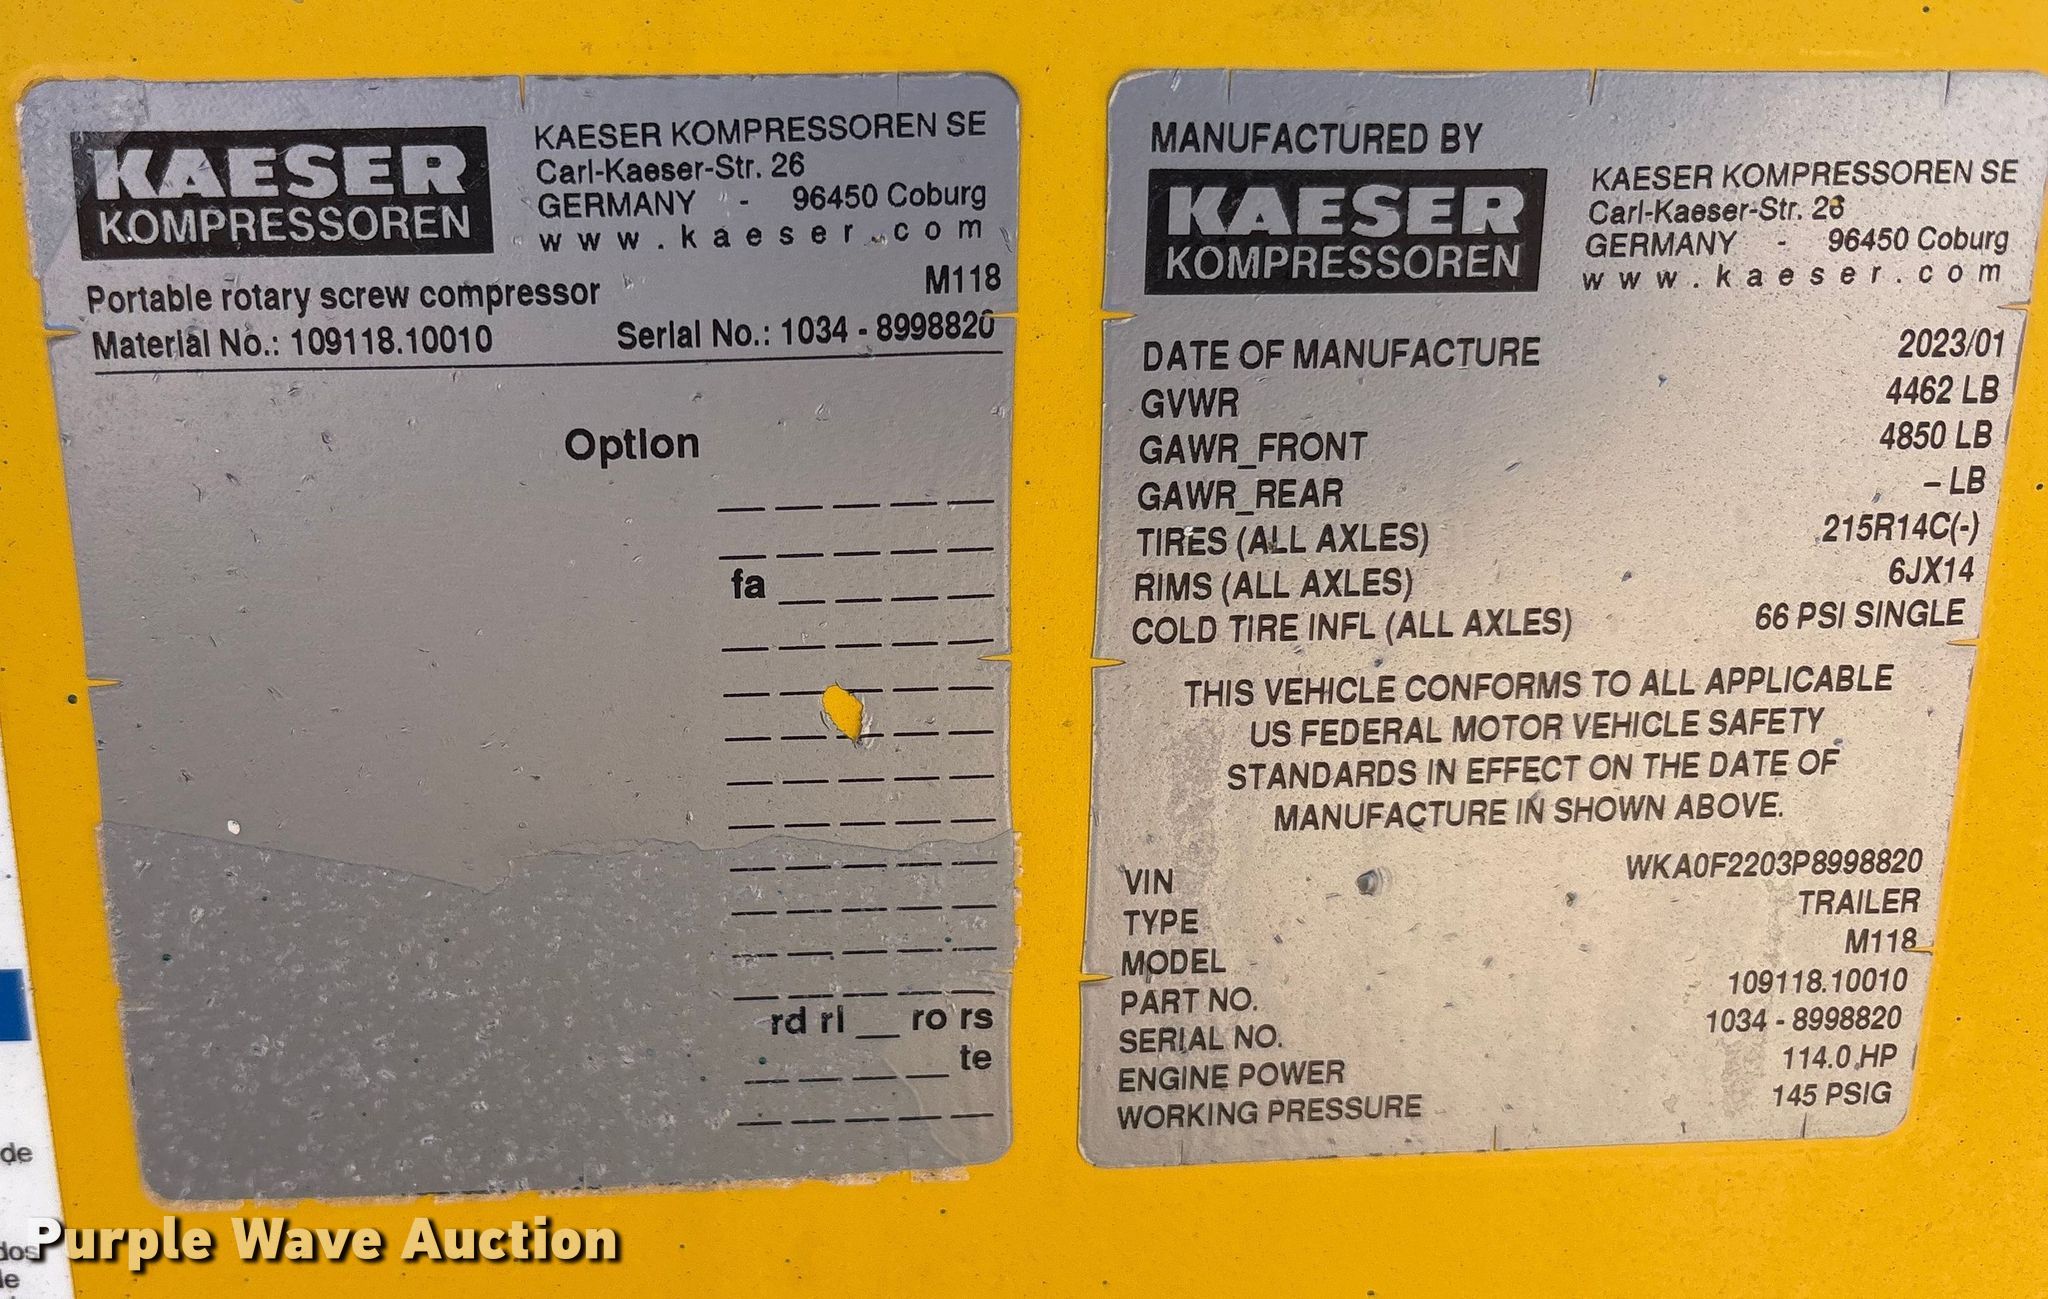 KAESER
KOMPRESSOREN
KAESER KOMPRESSOREN SE
Carl-Kaeser-Str. 26
GERMANY - 96450 Coburg
www.kaeser.com
Portable rotary screw compressor M118
Material No.: 109118.10010 Serial No.: 1034 - 8998820
Option
_ _ _ _ _
_ _ _ _ _
fa _ _ _ _
_ _ _ _ _
_ _ _ _ _
_ _ _ _ _
_ _ _ _ _
_ _ _ _ _
_ _ _ _ _
_ _ _ _ _
_ _ _ _ _
_ _ _ _ _
rd rl _ ro rs
_ _ _ _ te
_ _ _ _ _
MANUFACTURED BY
KAESER
KOMPRESSOREN
KAESER KOMPRESSOREN SE
Carl-Kaeser-Str. 26
GERMANY - 96450 Coburg
www.kaeser.com
DATE OF MANUFACTURE 2023/01
GVWR 4462 LB
GAWR_FRONT 4850 LB
GAWR_REAR – LB
TIRES (ALL AXLES) 215R14C(-)
RIMS (ALL AXLES) 6JX14
COLD TIRE INFL (ALL AXLES) 66 PSI SINGLE
THIS VEHICLE CONFORMS TO ALL APPLICABLE
US FEDERAL MOTOR VEHICLE SAFETY
STANDARDS IN EFFECT ON THE DATE OF
MANUFACTURE IN SHOWN ABOVE.
VIN WKA0F2203P8998820
TYPE TRAILER
MODEL M118
PART NO. 109118.10010
SERIAL NO. 1034 - 8998820
ENGINE POWER 114.0 HP
WORKING PRESSURE 145 PSIG
de
Purple Wave Auction